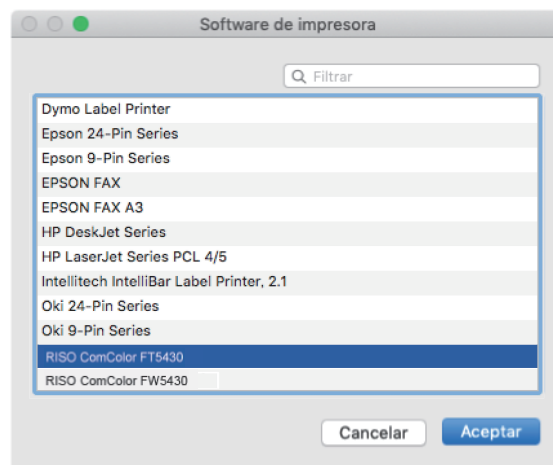 Software de impresora
Filtrar
Dymo Label Printer
Epson 24-Pin Series
Epson 9-Pin Series
EPSON FAX
EPSON FAX A3
HP DeskJet Series
HP LaserJet Series PCL 4/5
Intellitech IntelliBar Label Printer, 2.1
Oki 24-Pin Series
Oki 9-Pin Series
RISO ComColor FT5430
RISO ComColor FW5430
Cancelar
Aceptar